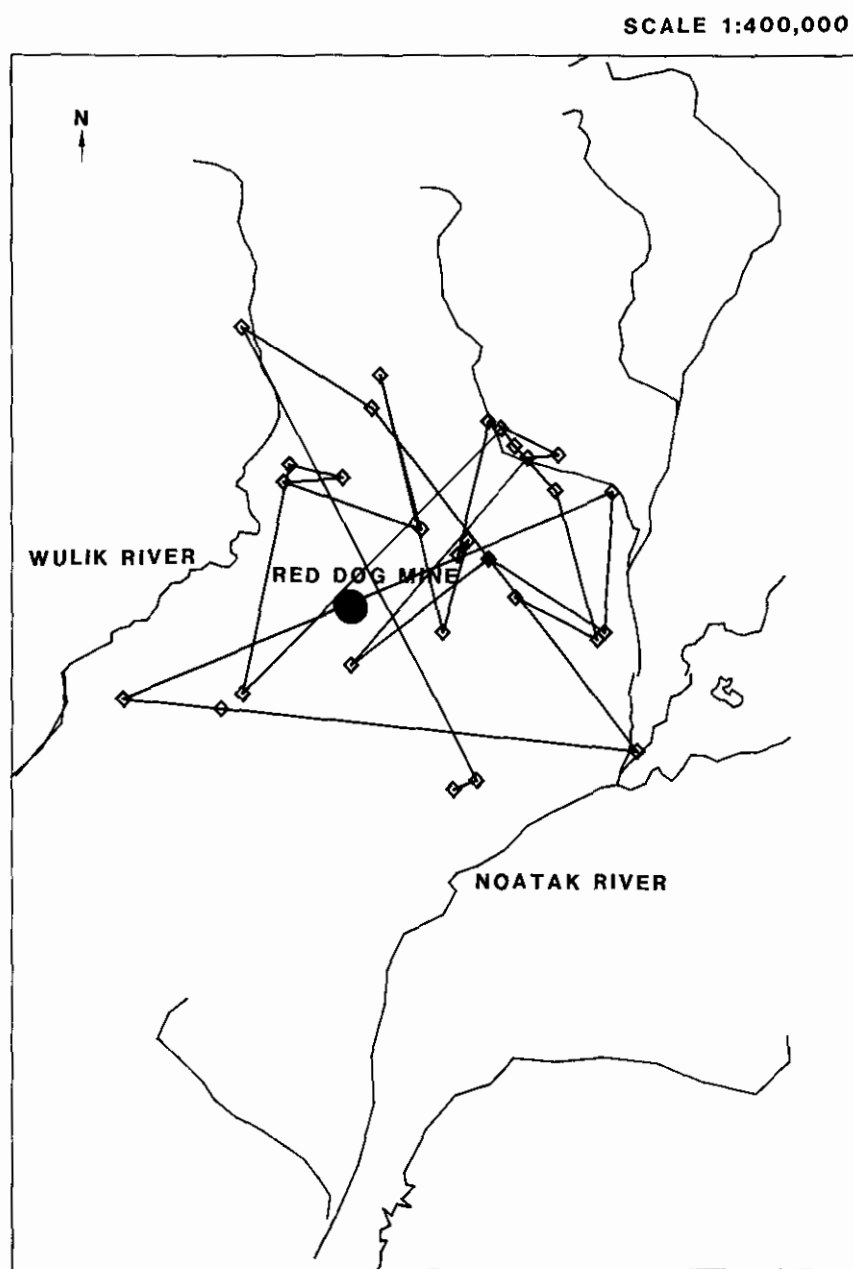 SCALE 1:400,000
N
WULIK RIVER
RED DOG MINE
NOATAK RIVER